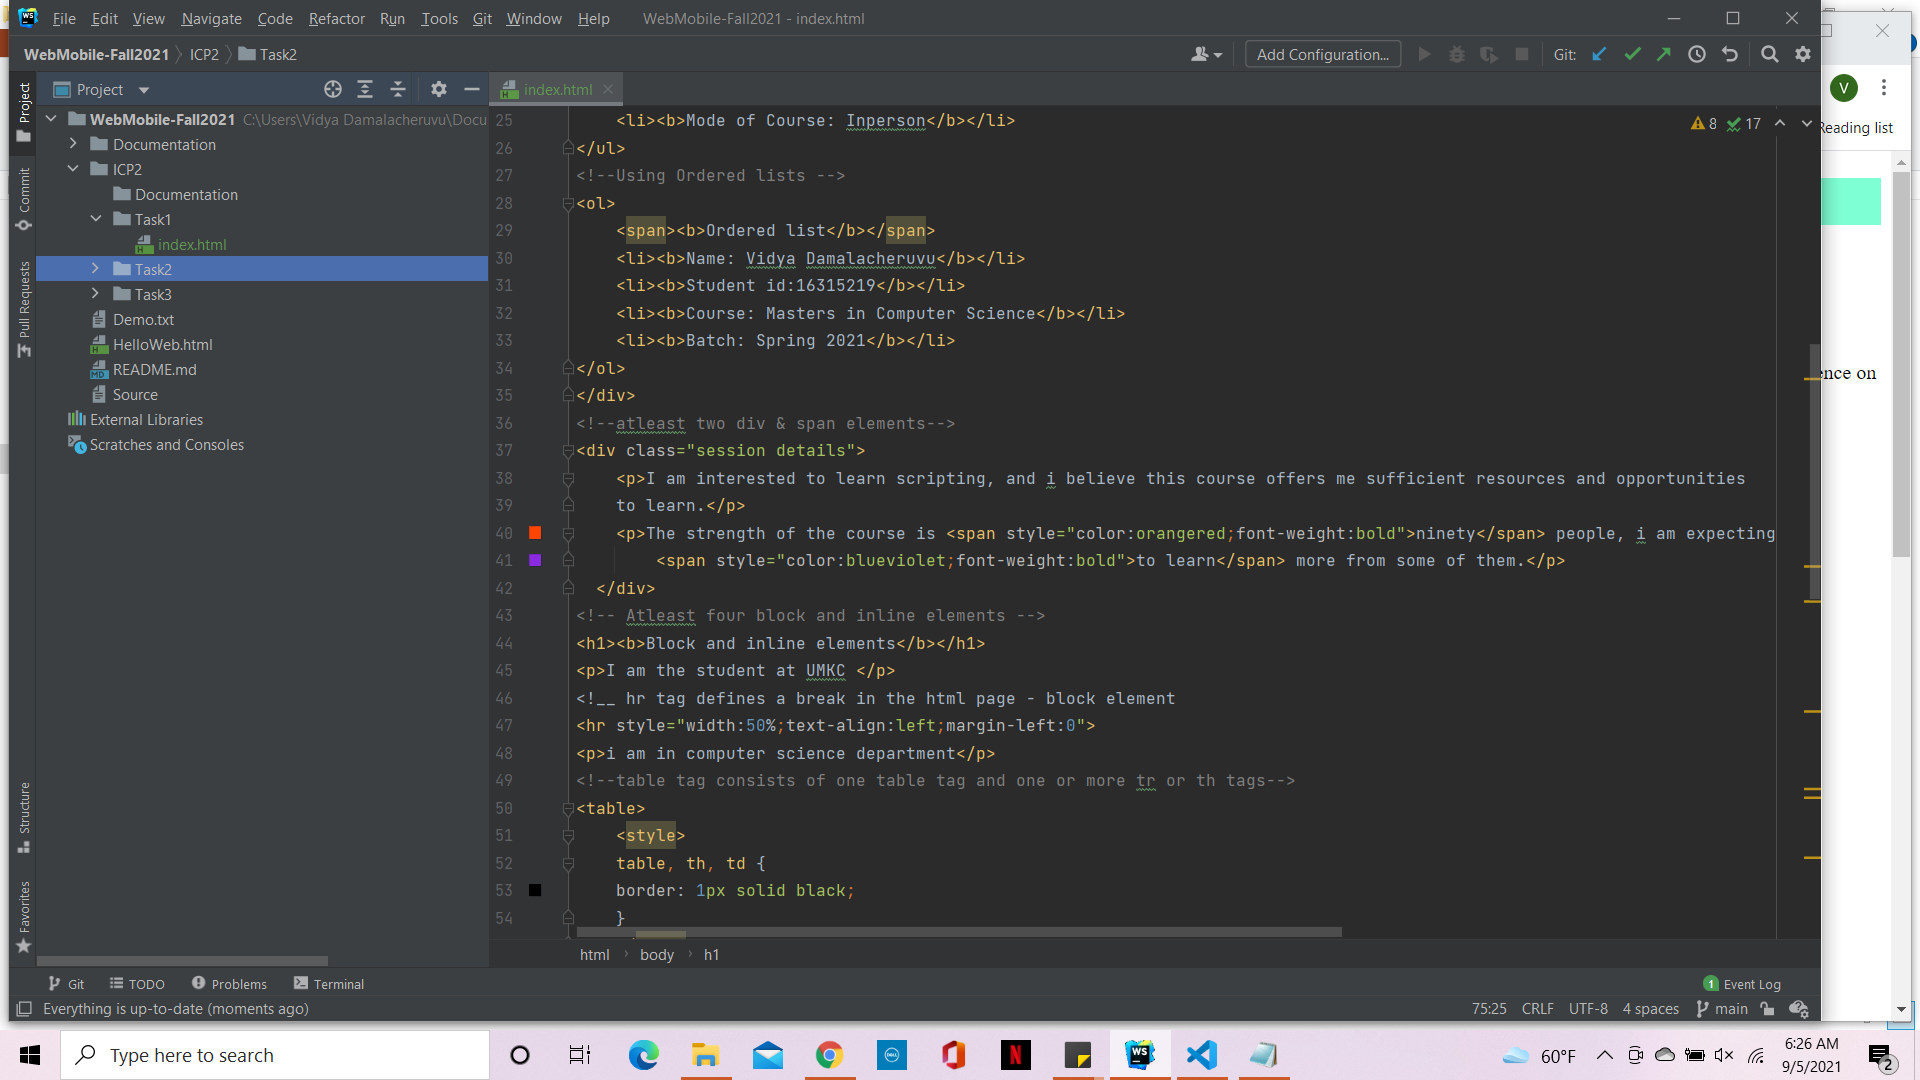 File Edit View Navigate Code Refactor Run Tools Git Window Help WebMobile-Fall2021 - index.html
WebMobile-Fall2021 ICP2 Task2
Add Configuration... Git:
Project
index.html
WebMobile-Fall2021 C:\Users\Vidya Damalacheruvu\Docu
Documentation
ICP2
Documentation
Task1
index.html
Task2
Task3
Demo.txt
HelloWeb.html
README.md
Source
External Libraries
Scratches and Consoles
Project
Commit
Pull Requests
Structure
Favorites
8 17
25 <li><b>Mode of Course: Inperson</b></li>
26 </ul>
27 <!--Using Ordered lists -->
28 <ol>
29 <span><b>Ordered list</b></span>
30 <li><b>Name: Vidya Damalacheruvu</b></li>
31 <li><b>Student id:16315219</b></li>
32 <li><b>Course: Masters in Computer Science</b></li>
33 <li><b>Batch: Spring 2021</b></li>
34 </ol>
35 </div>
36 <!--atleast two div & span elements-->
37 <div class="session details">
38 <p>I am interested to learn scripting, and i believe this course offers me sufficient resources and opportunities
39 to learn.</p>
40 <p>The strength of the course is <span style="color:orangered;font-weight:bold">ninety</span> people, i am expecting
41 <span style="color:blueviolet;font-weight:bold">to learn</span> more from some of them.</p>
42 </div>
43 <!-- Atleast four block and inline elements -->
44 <h1><b>Block and inline elements</b></h1>
45 <p>I am the student at UMKC </p>
46 <!__ hr tag defines a break in the html page - block element
47 <hr style="width:50%;text-align:left;margin-left:0">
48 <p>i am in computer science department</p>
49 <!--table tag consists of one table tag and one or more tr or th tags-->
50 <table>
51 <style>
52 table, th, td {
53 border: 1px solid black;
54 }
html body h1
V
Reading list
ence on
Git TODO Problems Terminal
1 Event Log
Everything is up-to-date (moments ago)
75:25 CRLF UTF-8 4 spaces main
Type here to search
WS
60°F
6:26 AM
9/5/2021
2